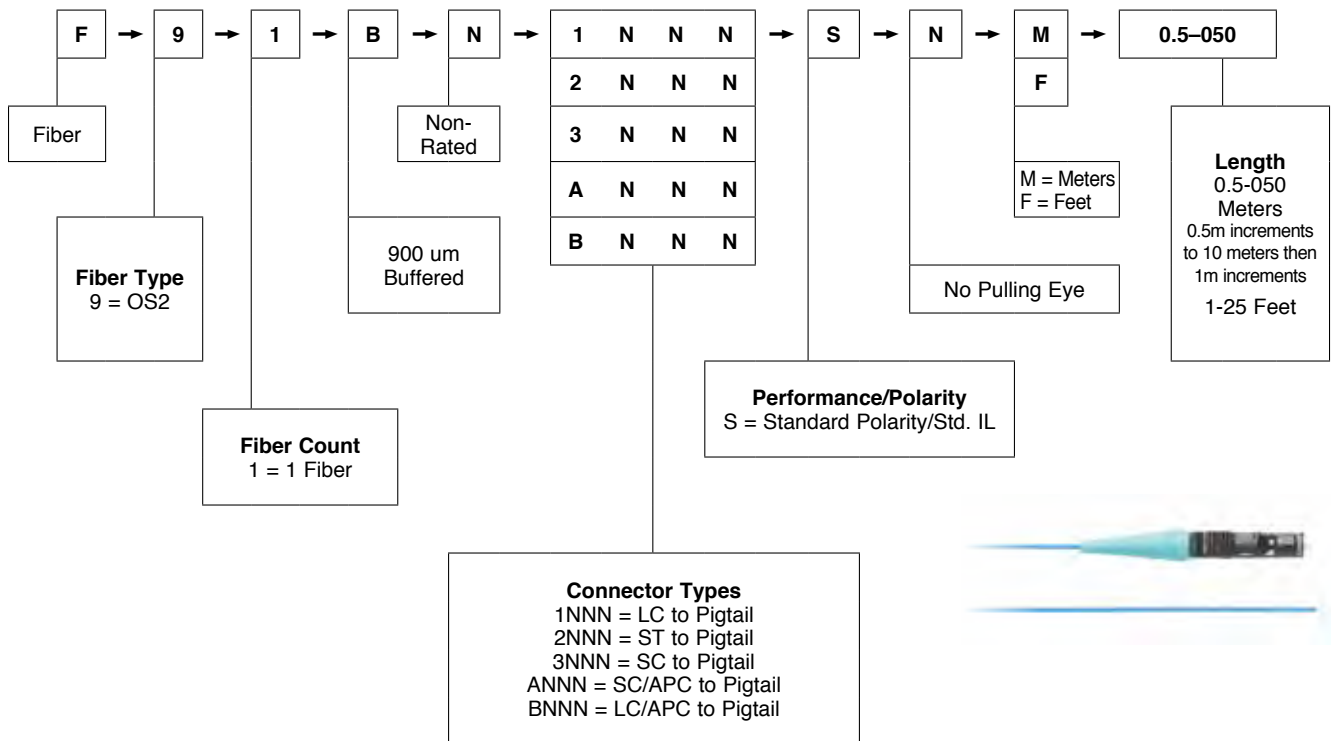 F → 9 → 1 → B → N → 1 N N N → S → N → M → 0.5–050
2 N N N
F
3 N N N
A N N N
B N N N
Fiber
Non-
Rated
M = Meters
F = Feet
Length
0.5-050
Meters
0.5m increments
to 10 meters then
1m increments
1-25 Feet
Fiber Type
9 = OS2
900 um
Buffered
No Pulling Eye
Performance/Polarity
S = Standard Polarity/Std. IL
Fiber Count
1 = 1 Fiber
Connector Types
1NNN = LC to Pigtail
2NNN = ST to Pigtail
3NNN = SC to Pigtail
ANNN = SC/APC to Pigtail
BNNN = LC/APC to Pigtail